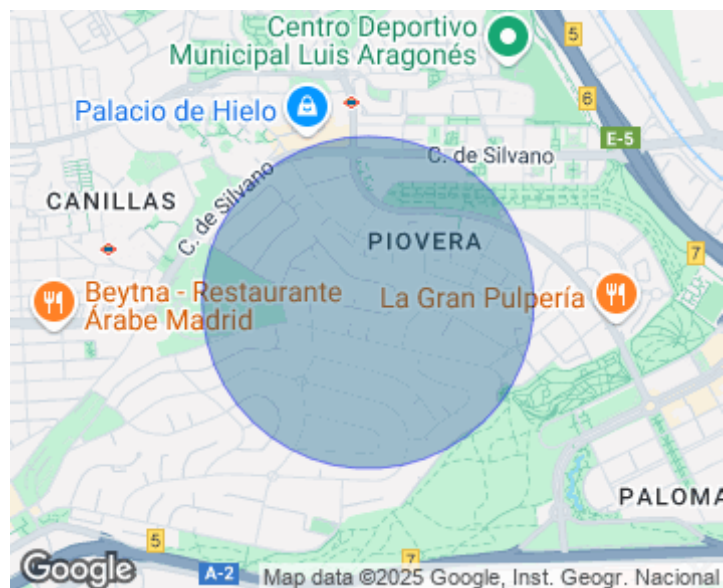 Centro Deportivo
Municipal Luis Aragonés
5
Palacio de Hielo
6
E-5
C. de Silvano
C. de Silvano
CANILLAS
PIOVERA
7
Beytna - Restaurante
Árabe Madrid
La Gran Pulpería
PALOMA
5
7
Google
A-2
Map data ©2025 Google, Inst. Geogr. Nacional